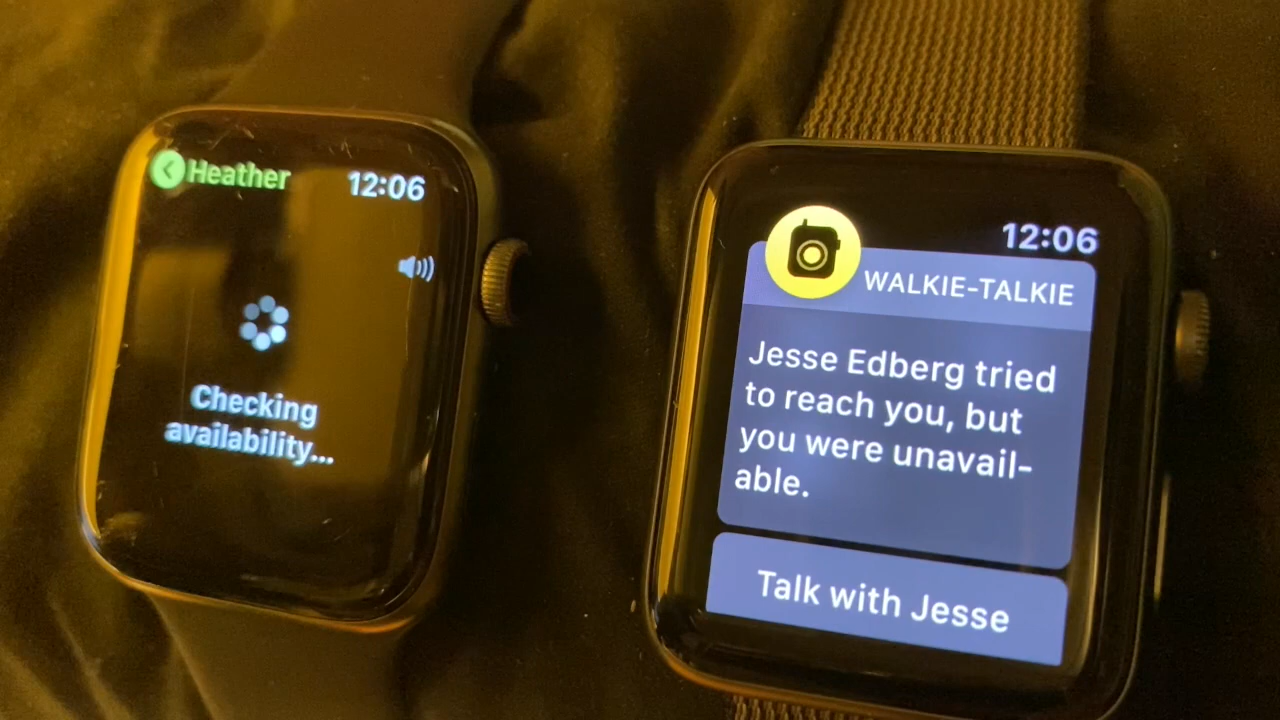 Heather
12:06
Checking
availability...
12:06
WALKIE-TALKIE
Jesse Edberg tried
to reach you, but
you were unavail-
able.
Talk with Jesse